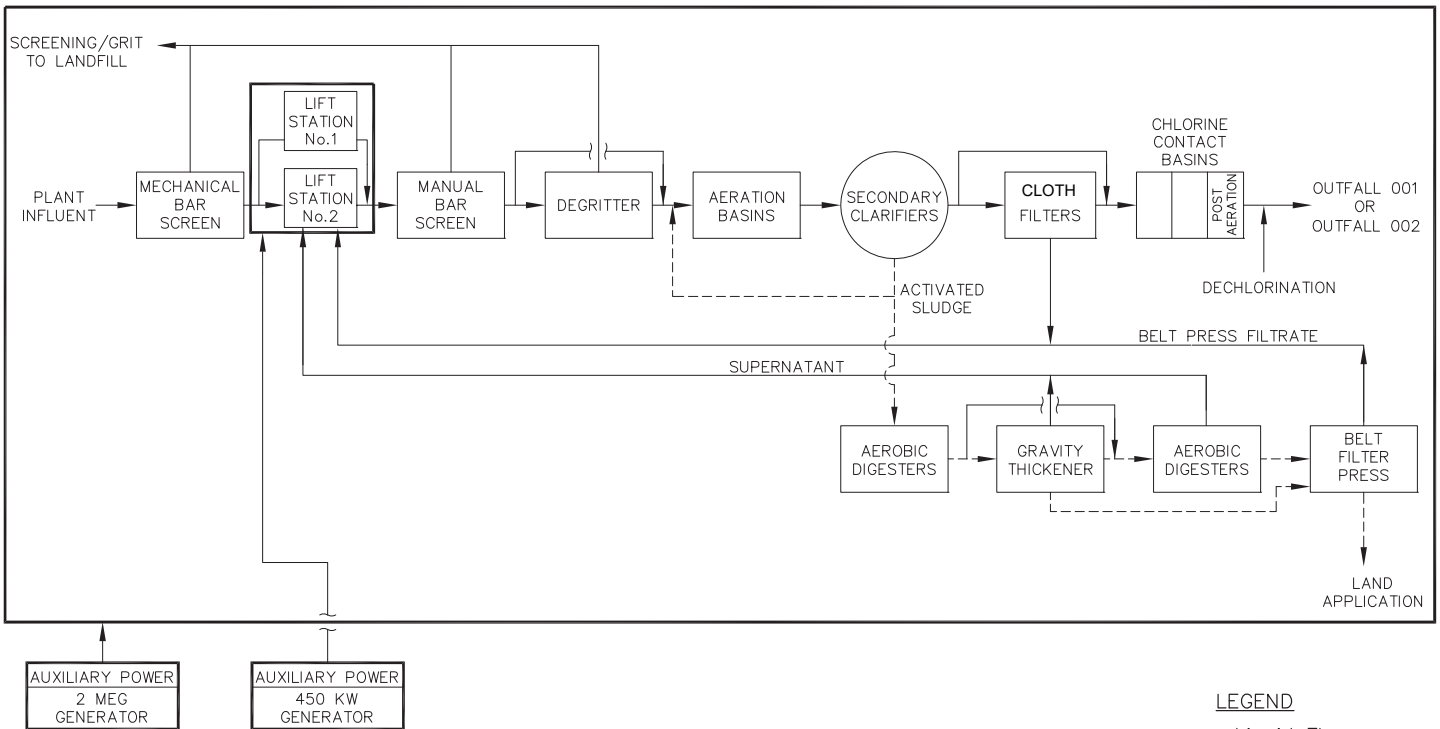 SCREENING/GRIT
TO LANDFILL
LIFT
STATION
No.1
LIFT
STATION
No.2
PLANT
INFLUENT
MECHANICAL
BAR
SCREEN
MANUAL
BAR
SCREEN
DEGRITTER
AERATION
BASINS
SECONDARY
CLARIFIERS
CLOTH
FILTERS
CHLORINE
CONTACT
BASINS
POST
AERATION
OUTFALL 001
OR
OUTFALL 002
DECHLORINATION
ACTIVATED
SLUDGE
BELT PRESS FILTRATE
SUPERNATANT
AEROBIC
DIGESTERS
GRAVITY
THICKENER
AEROBIC
DIGESTERS
BELT
FILTER
PRESS
LAND
APPLICATION
AUXILIARY POWER
2 MEG
GENERATOR
AUXILIARY POWER
450 KW
GENERATOR
LEGEND